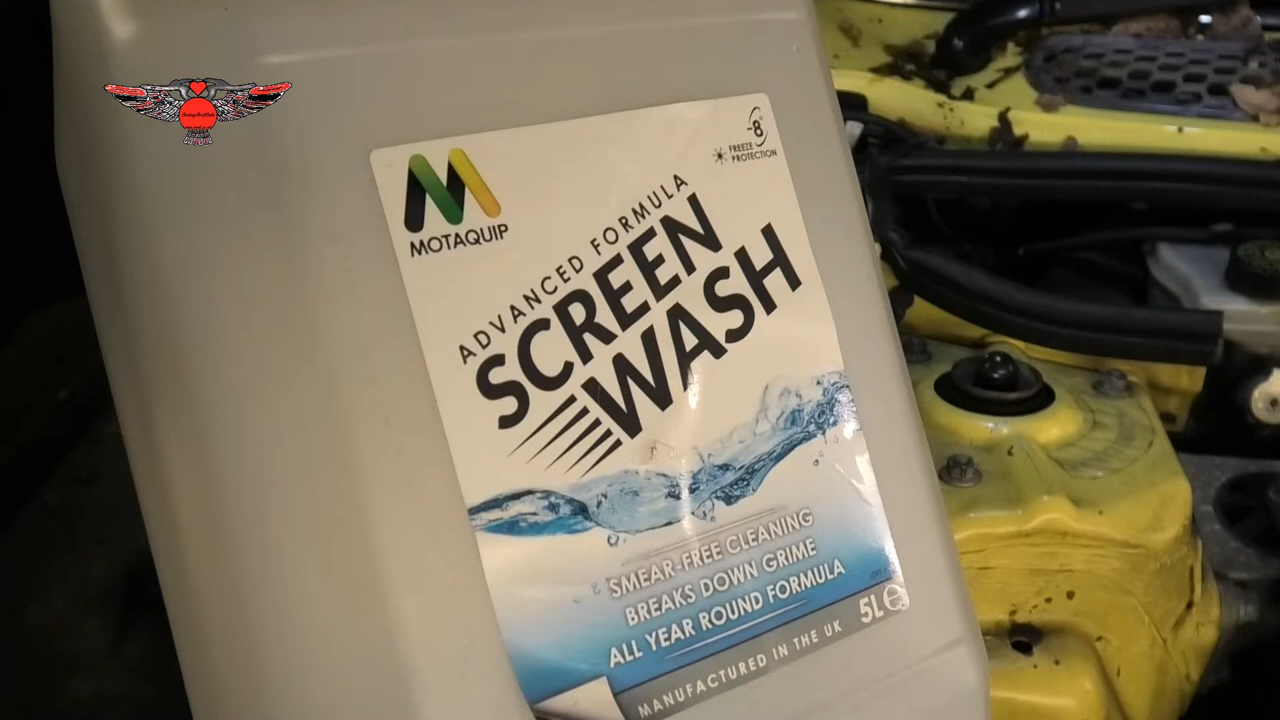 -8°
FREEZE
PROTECTION
MOTAQUIP
ADVANCED FORMULA
SCREEN
WASH
SMEAR-FREE CLEANING
BREAKS DOWN GRIME
ALL YEAR ROUND FORMULA
MANUFACTURED IN THE UK
5L℮